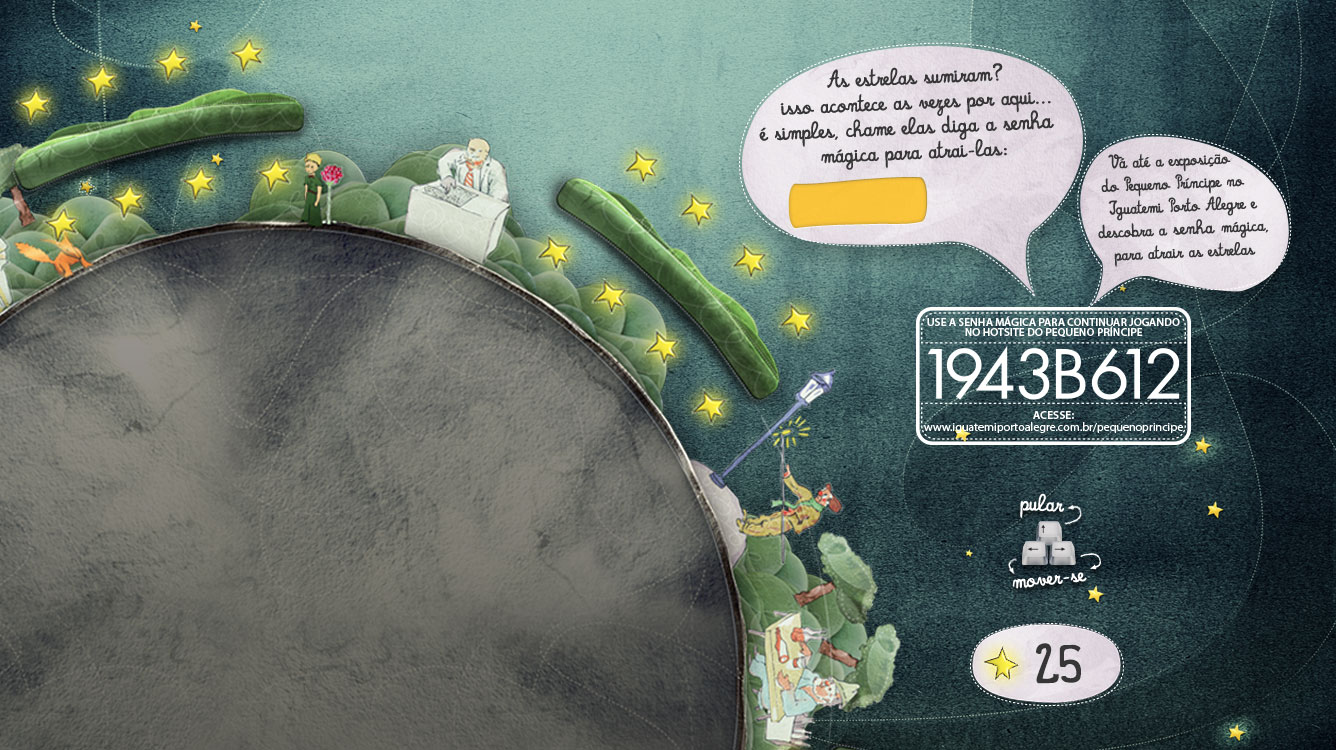 As estrelas sumiram?
isso acontece as vezes por aqui...
é simples, chame elas diga a senha
mágica para atrai-las:
Vá até a exposição
do Pequeno Príncipe no
Iguatemi Porto Alegre e
descobra a senha mágica,
para atrair as estrelas
USE A SENHA MÁGICA PARA CONTINUAR JOGANDO
NO HOTSITE DO PEQUENO PRÍNCIPE
1943B612
ACESSE:
www.iguatemiportoalegre.com.br/pequenoprincipe
pular
mover-se
25